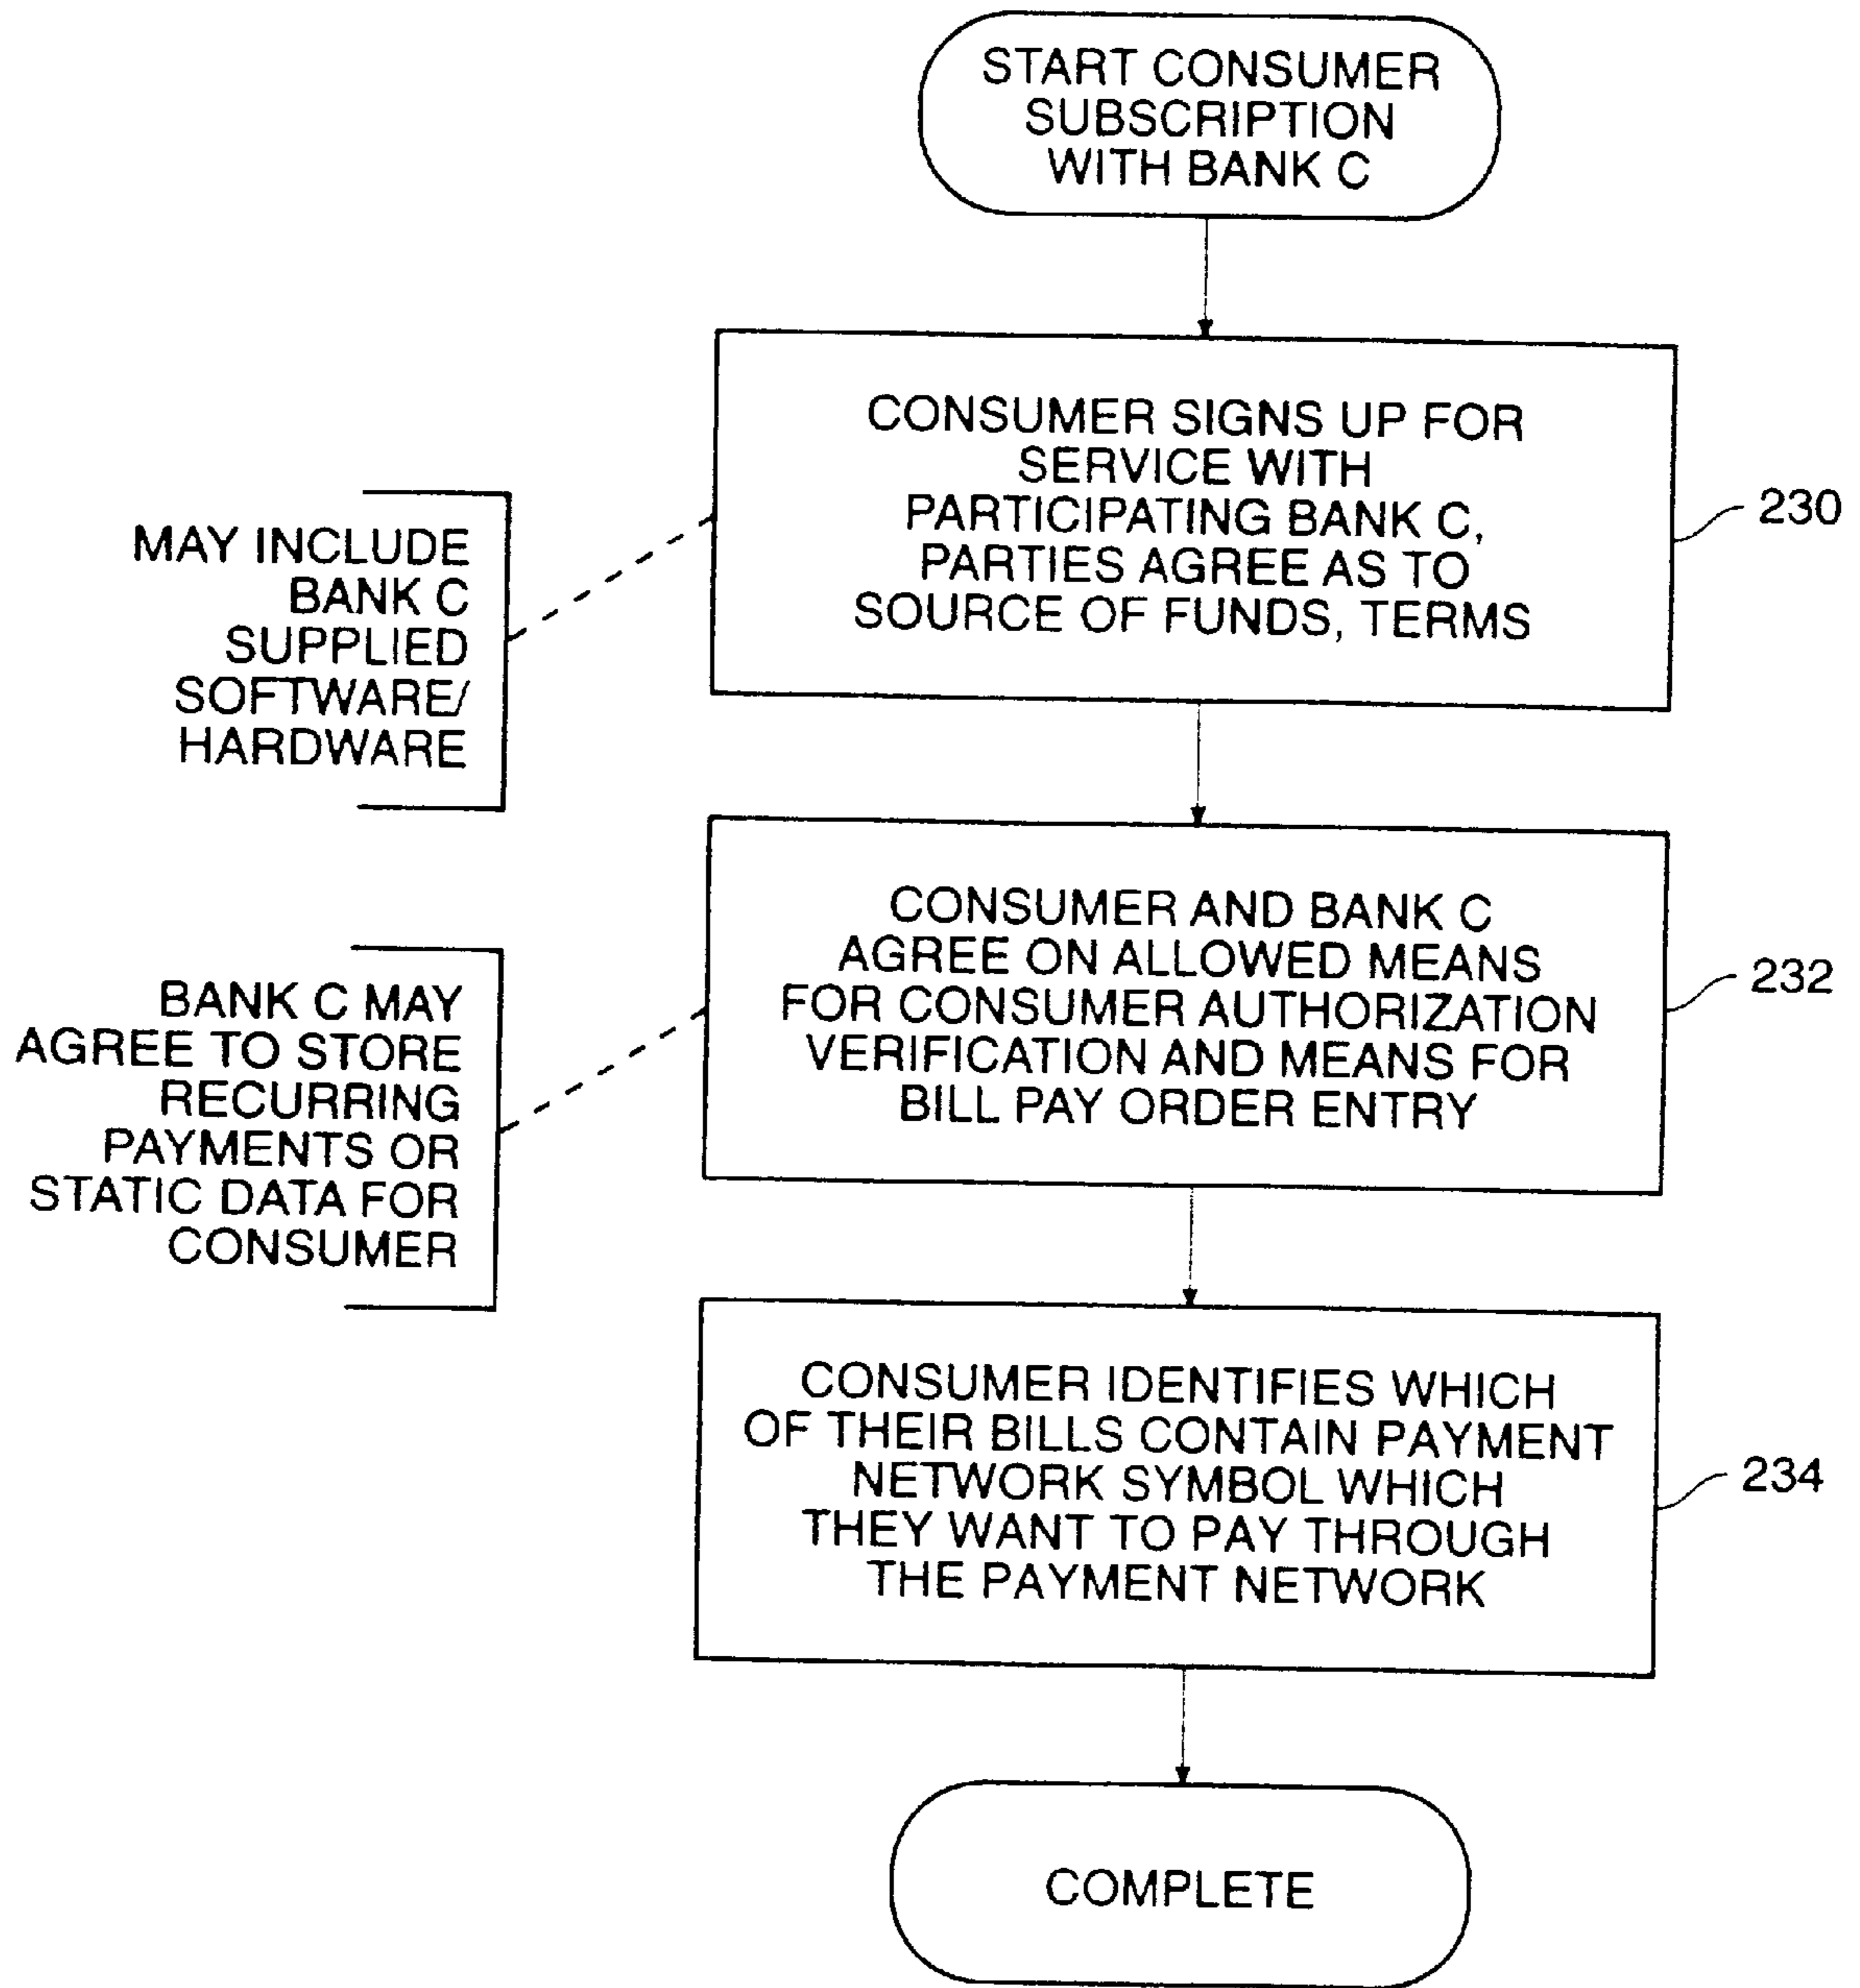 START CONSUMER
SUBSCRIPTION
WITH BANK C
CONSUMER SIGNS UP FOR
SERVICE WITH
PARTICIPATING BANK C,
PARTIES AGREE AS TO
SOURCE OF FUNDS, TERMS
230
MAY INCLUDE
BANK C
SUPPLIED
SOFTWARE/
HARDWARE
CONSUMER AND BANK C
AGREE ON ALLOWED MEANS
FOR CONSUMER AUTHORIZATION
VERIFICATION AND MEANS FOR
BILL PAY ORDER ENTRY
232
BANK C MAY
AGREE TO STORE
RECURRING
PAYMENTS OR
STATIC DATA FOR
CONSUMER
CONSUMER IDENTIFIES WHICH
OF THEIR BILLS CONTAIN PAYMENT
NETWORK SYMBOL WHICH
THEY WANT TO PAY THROUGH
THE PAYMENT NETWORK
234
COMPLETE